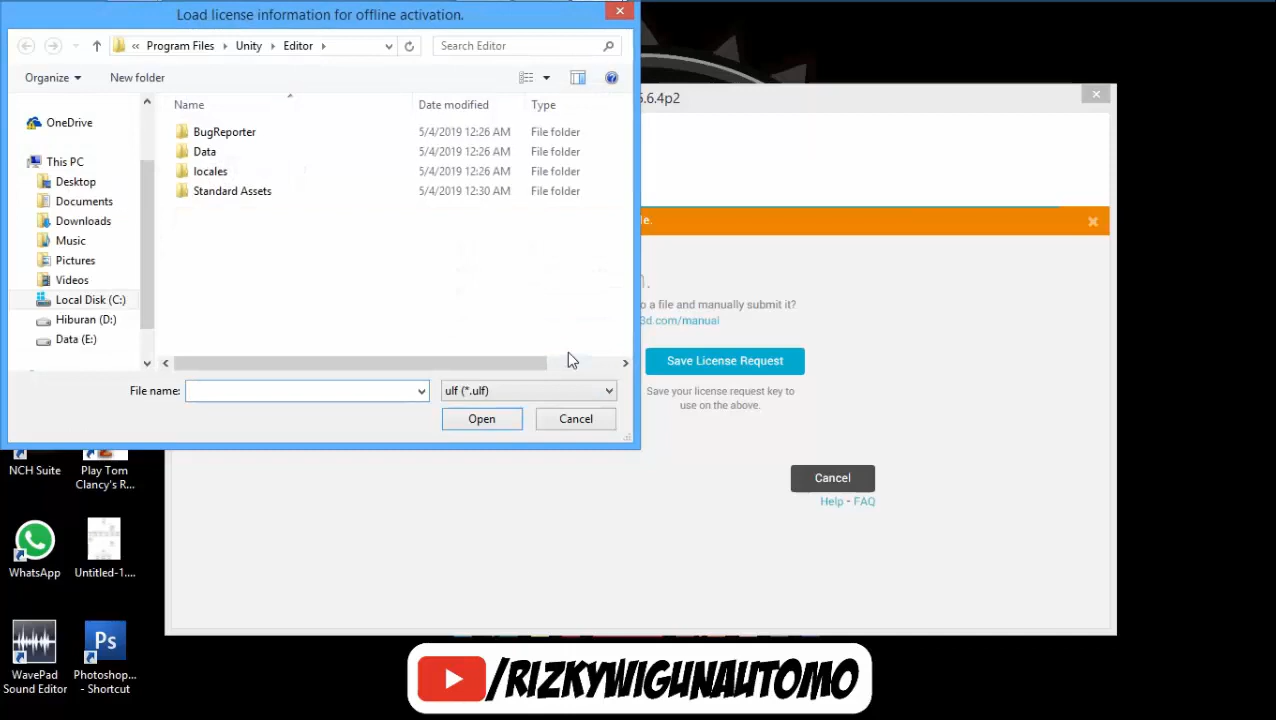 Load license information for offline activation.
« Program Files Unity Editor
Search Editor
Organize
New folder
Name Date modified Type
OneDrive
This PC
Desktop
Documents
Downloads
Music
Pictures
Videos
Local Disk (C:)
Hiburan (D:)
Data (E:)
BugReporter 5/4/2019 12:26 AM File folder
Data 5/4/2019 12:26 AM File folder
locales 5/4/2019 12:26 AM File folder
Standard Assets 5/4/2019 12:30 AM File folder
File name:
ulf (*.ulf)
Open
Cancel
5.6.4p2
le.
o a file and manually submit it?
3d.com/manual
Save License Request
Save your license request key to
use on the above.
Cancel
Help - FAQ
NCH Suite
Play Tom
Clancy's R...
WhatsApp
Untitled-1....
WavePad
Sound Editor
Ps
Photoshop...
- Shortcut
/RIZKYWIGUNAUTOMO